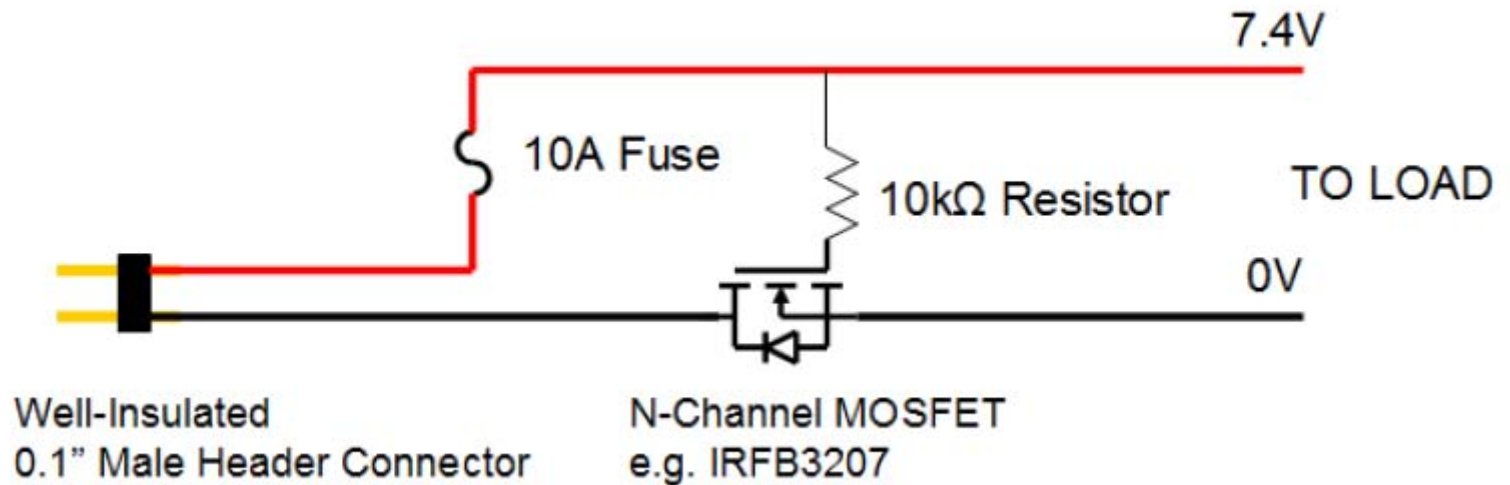 7.4V
10A Fuse
10kΩ Resistor
TO LOAD
0V
Well-Insulated
0.1” Male Header Connector
N-Channel MOSFET
e.g. IRFB3207